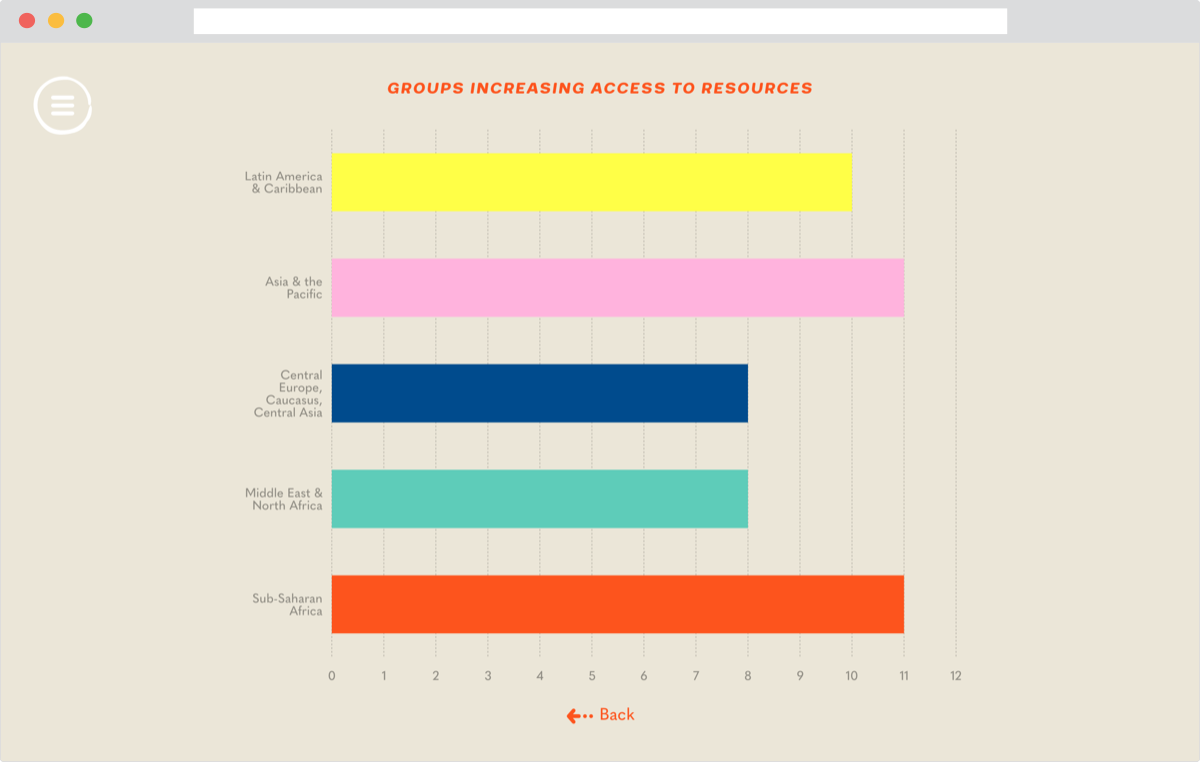 GROUPS INCREASING ACCESS TO RESOURCES
Latin America
& Caribbean
Asia & the
Pacific
Central
Europe,
Caucasus,
Central Asia
Middle East &
North Africa
Sub-Saharan
Africa
0 1 2 3 4 5 6 7 8 9 10 11 12
Back